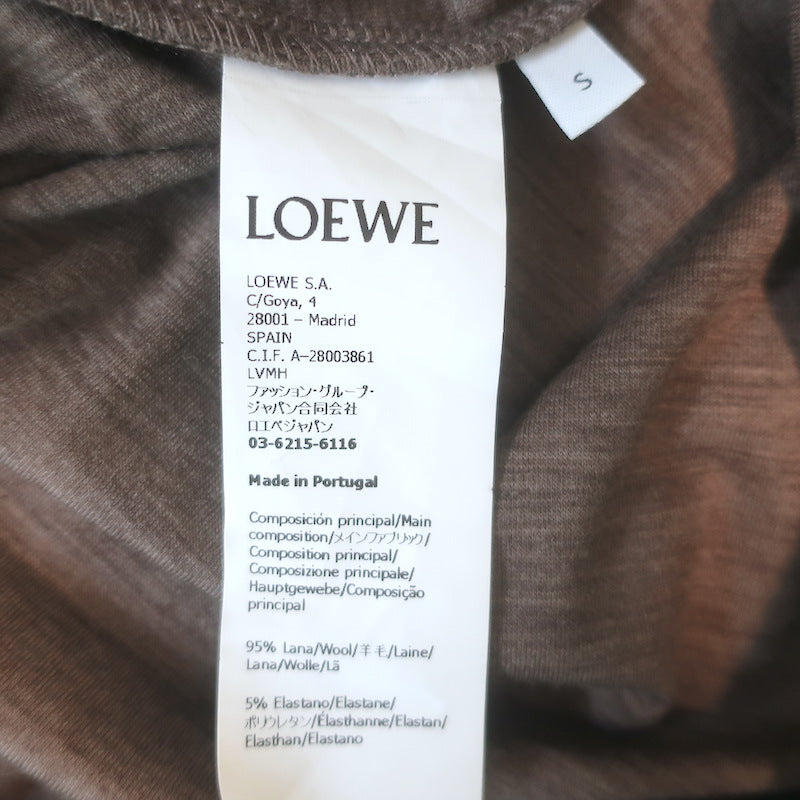 S
LOEWE
LOEWE S.A.
C/Goya, 4
28001 – Madrid
SPAIN
C.I.F. A–28003861
LVMH
ファッション・グループ・
ジャパン合同会社
ロエベジャパン
03-6215-6116
Made in Portugal
Composición principal/Main
composition/メインファブリック/
Composition principal/
Composizione principale/
Hauptgewebe/Composição
principal
95% Lana/Wool/羊毛/Laine/
Lana/Wolle/Lã
5% Elastano/Elastane/
ポリウレタン/Élasthanne/Elastan/
Elasthan/Elastano